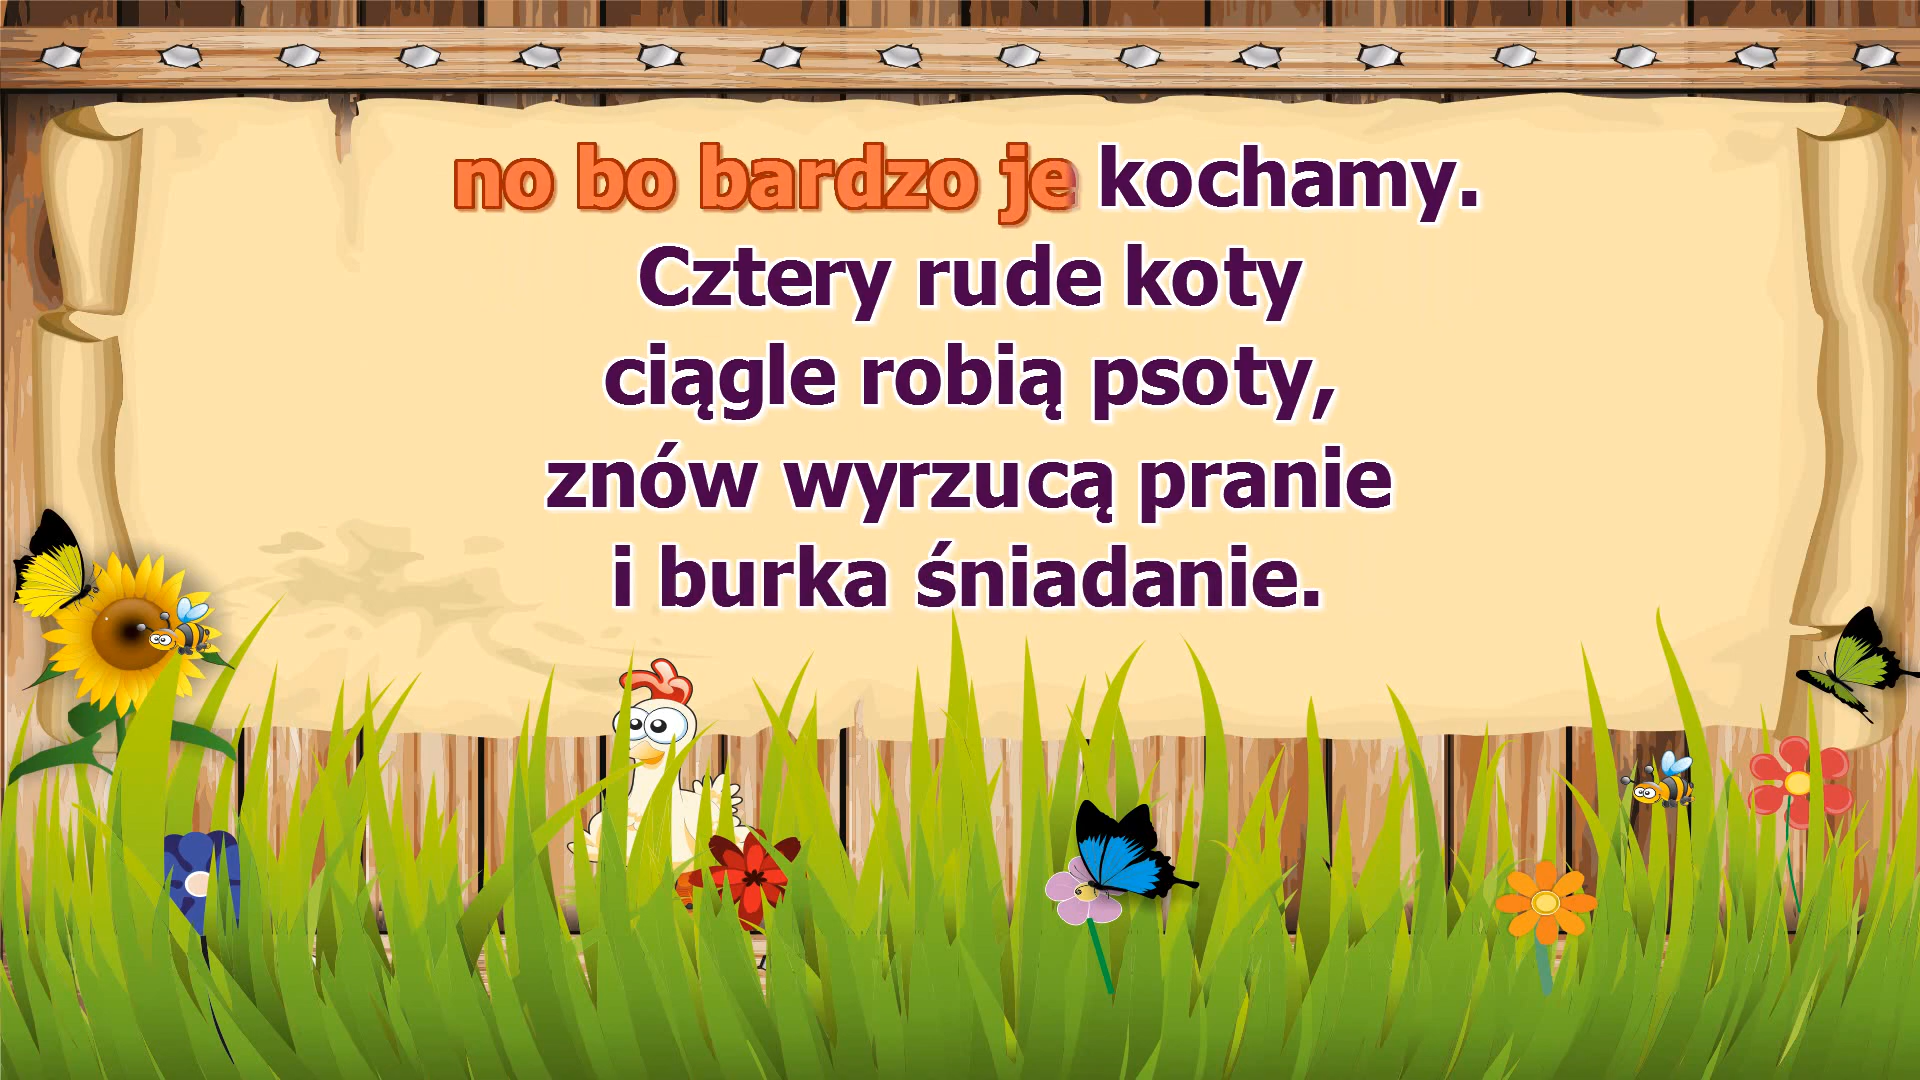 no bo bardzo je kochamy.
Cztery rude koty
ciągle robią psoty,
znów wyrzucą pranie
i burka śniadanie.